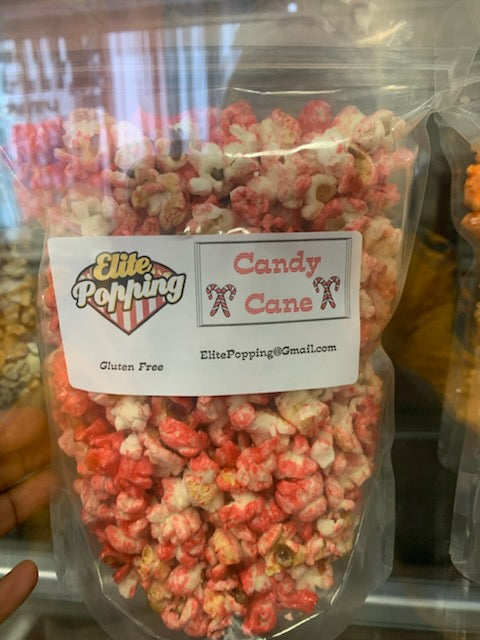 Elite
Popping
Candy
Cane
Gluten Free
ElitePopping@Gmail.com